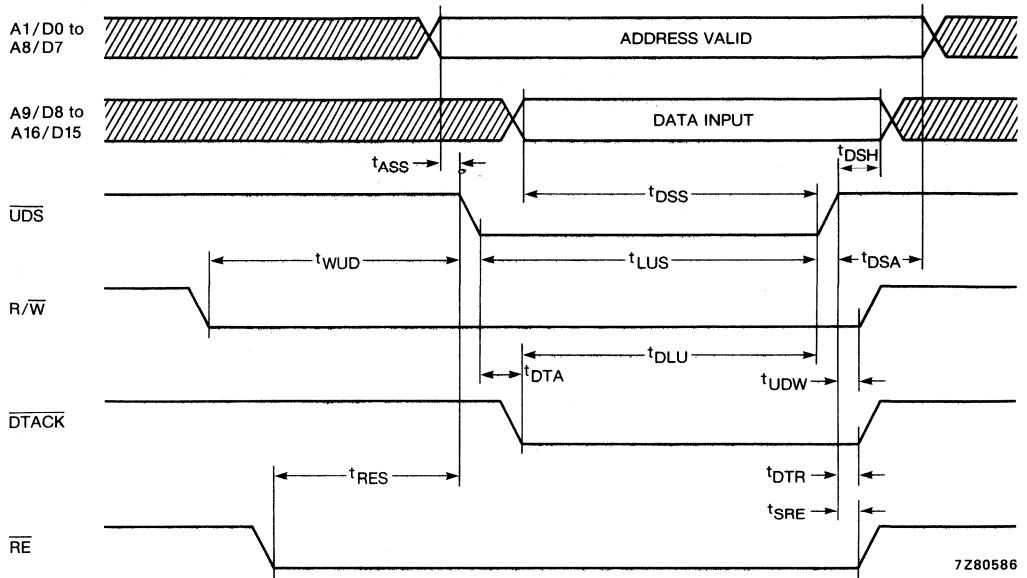 A1/D0 to
A8/D7
ADDRESS VALID
A9/D8 to
A16/D15
DATA INPUT
tASS
tDSH
tDSS
UDS
tWUD
tLUS
tDSA
R/W
tDLU
tDTA
tUDW
DTACK
tRES
tDTR
tSRE
RE
7Z80586